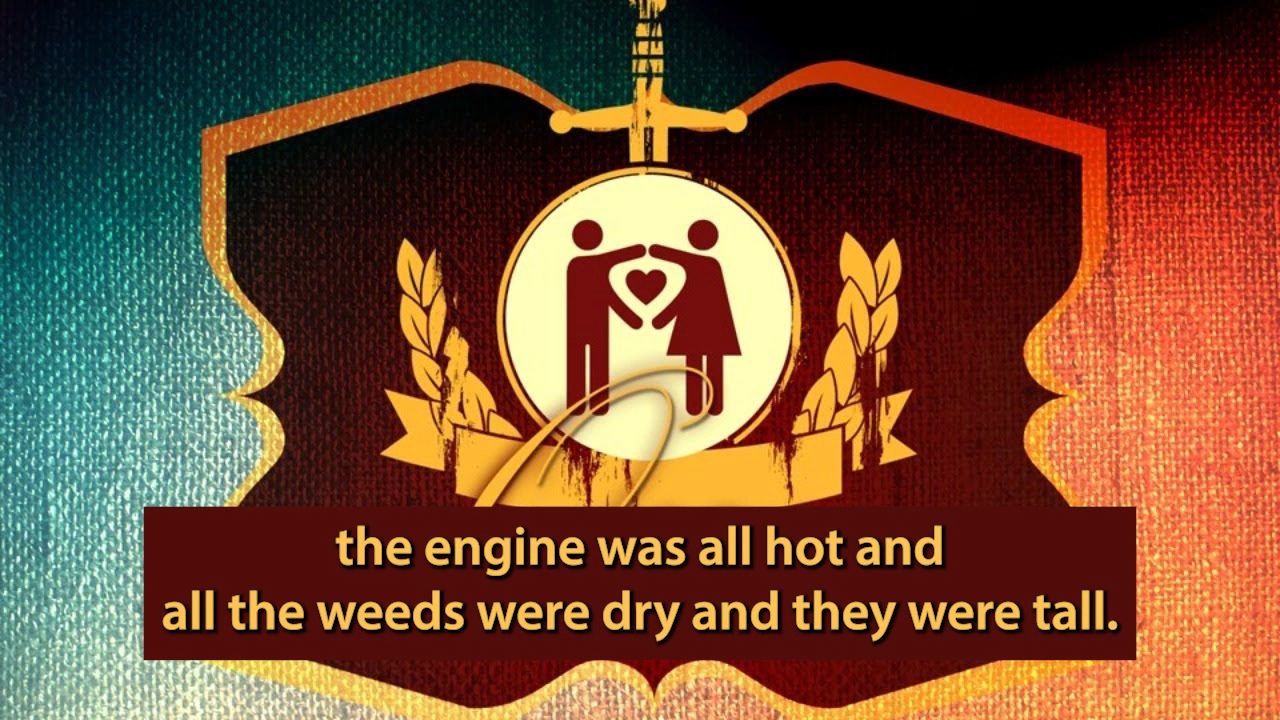 the engine was all hot and
all the weeds were dry and they were tall.